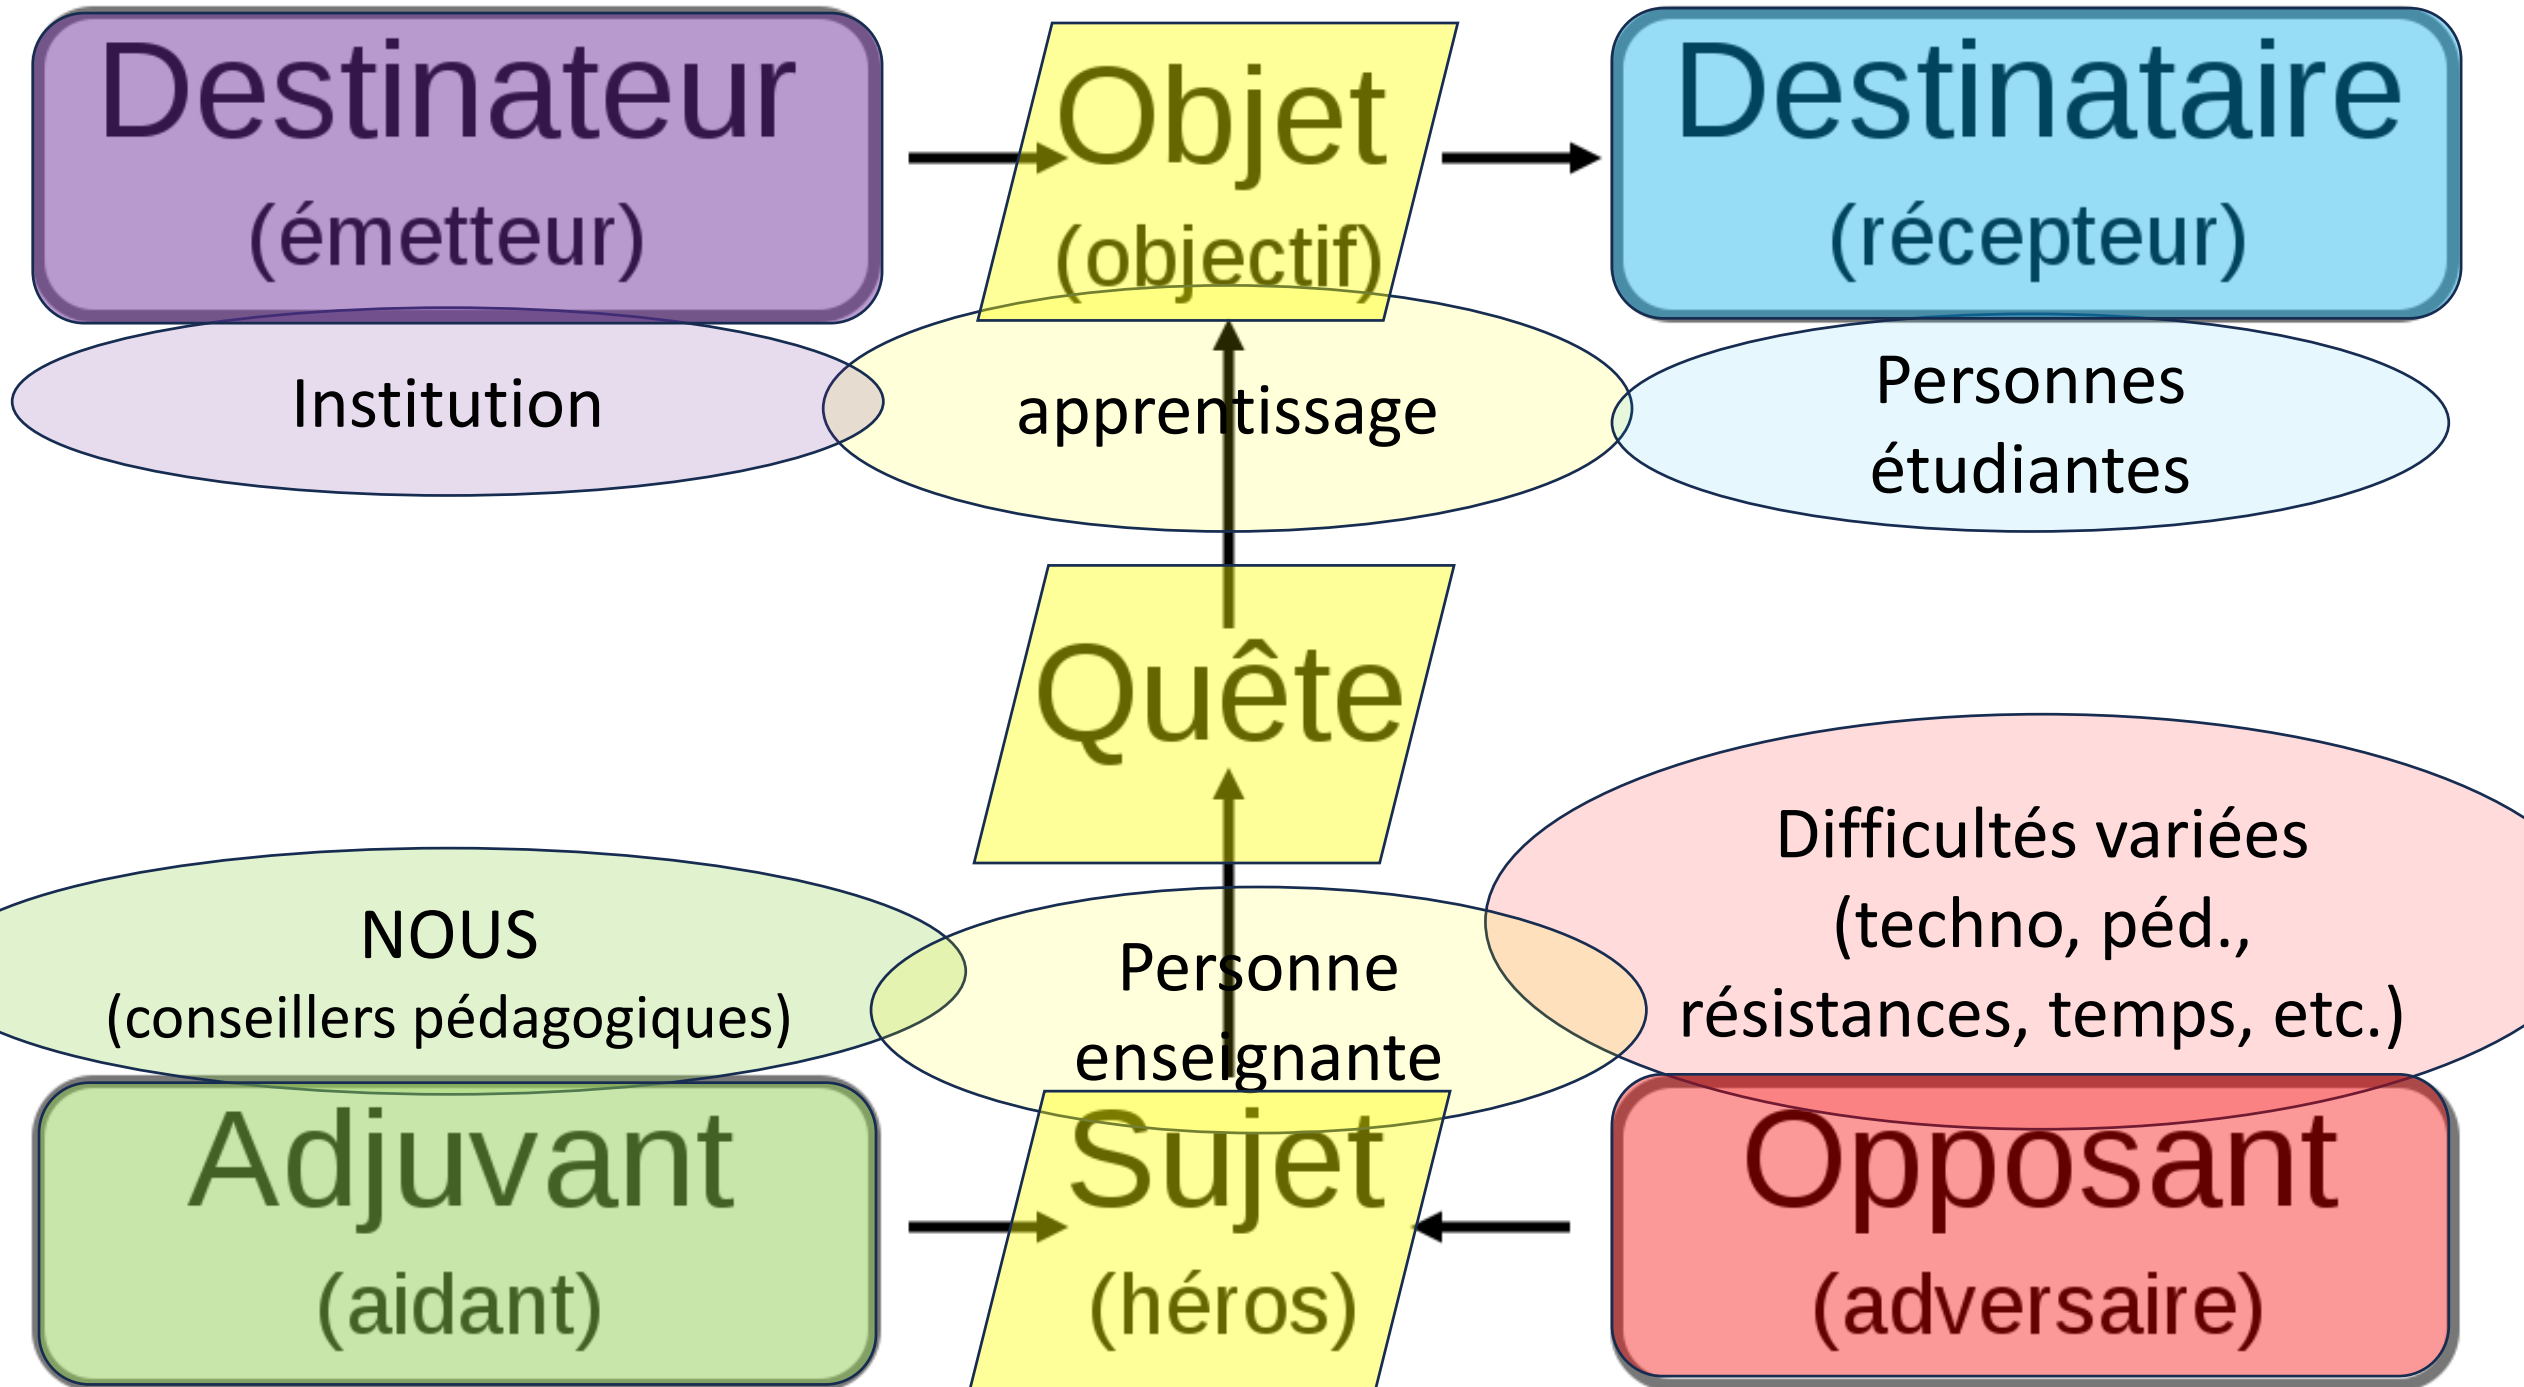 Destinateur
(émetteur)
Objet
(objectif)
Destinataire
(récepteur)
Institution
apprentissage
Personnes
étudiantes
Quête
NOUS
(conseillers pédagogiques)
Personne
enseignante
Difficultés variées
(techno, péd.,
résistances, temps, etc.)
Adjuvant
(aidant)
Sujet
(héros)
Opposant
(adversaire)